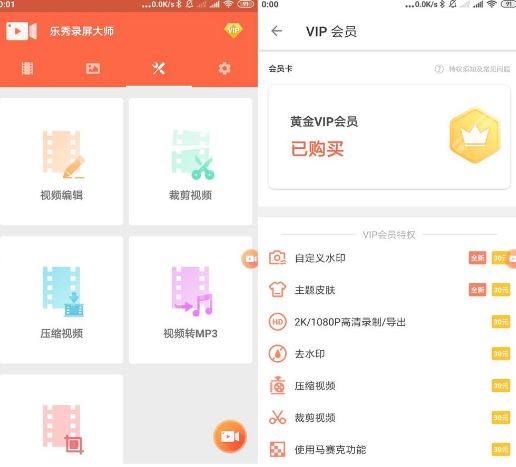 0:01
...0.0K/s
91
乐秀录屏大师
VIP
视频编辑
裁剪视频
压缩视频
视频转MP3
0:00
...0.0K/s
91
VIP 会员
会员卡
特权须知及常见问题
黄金VIP会员
已购买
VIP会员特权
自定义水印
全新
30元
主题皮肤
全新
30元
HD
2K/1080P高清录制/导出
30元
去水印
30元
压缩视频
30元
裁剪视频
30元
使用马赛克功能
30元